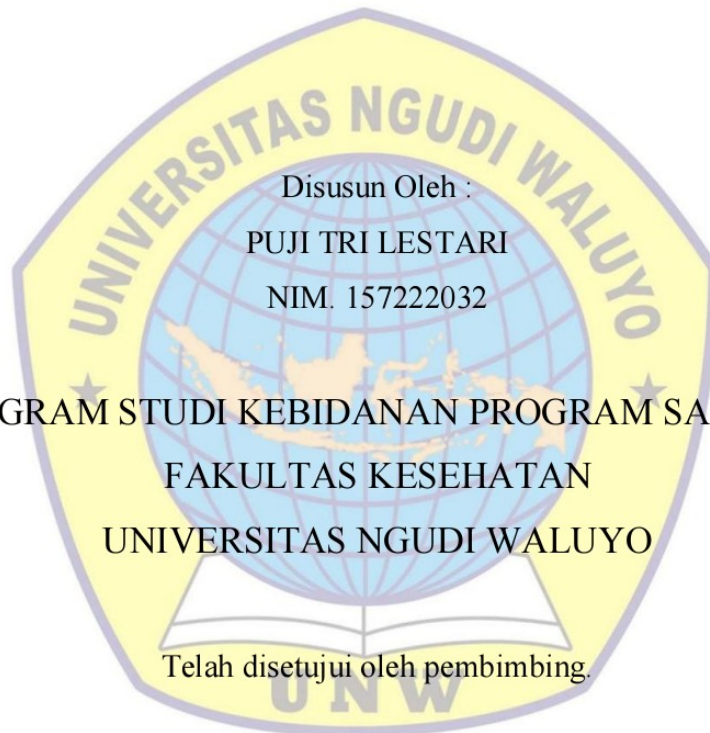 UNIVERSITAS NGUDI WALUYO
Disusun Oleh :
PUJI TRI LESTARI
NIM. 157222032
GRAM STUDI KEBIDANAN PROGRAM SA
FAKULTAS KESEHATAN
UNIVERSITAS NGUDI WALUYO
Telah disetujui oleh pembimbing.
UNW